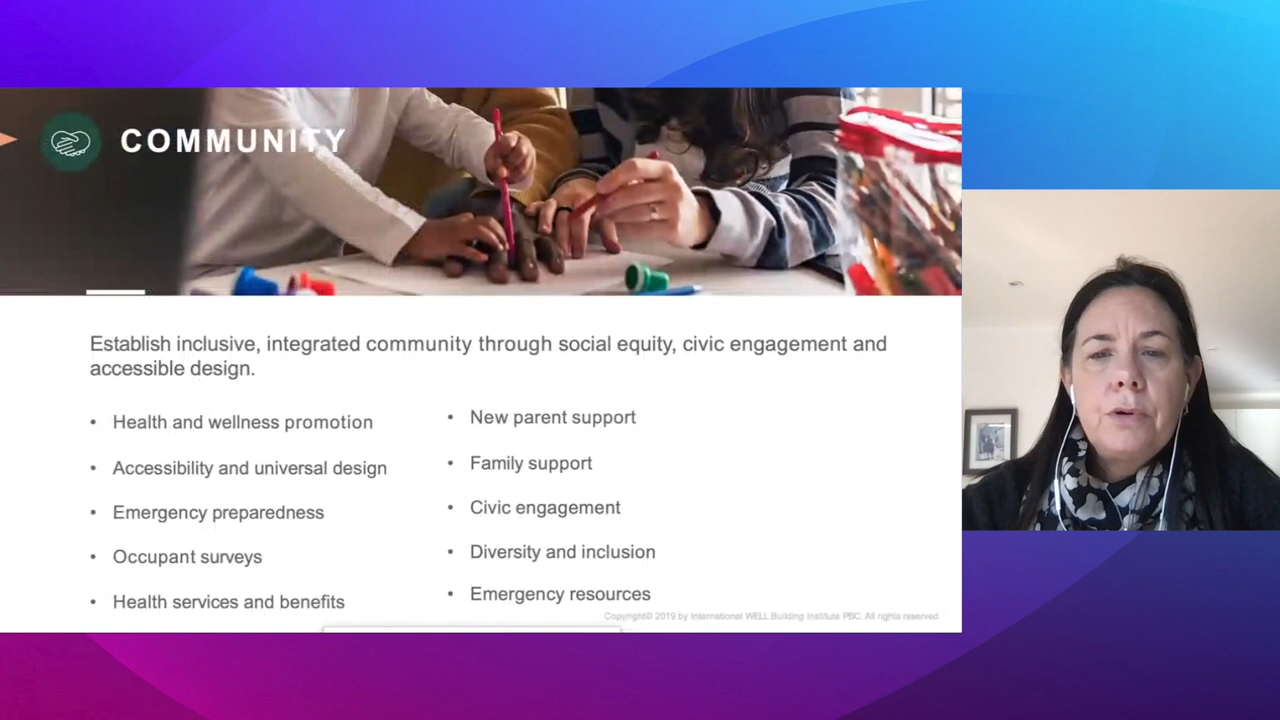 COMMUNITY
Establish inclusive, integrated community through social equity, civic engagement and
accessible design.
• Health and wellness promotion
• Accessibility and universal design
• Emergency preparedness
• Occupant surveys
• Health services and benefits
• New parent support
• Family support
• Civic engagement
• Diversity and inclusion
• Emergency resources
Copyright© 2019 by International WELL Building Institute PBC. All rights reserved.